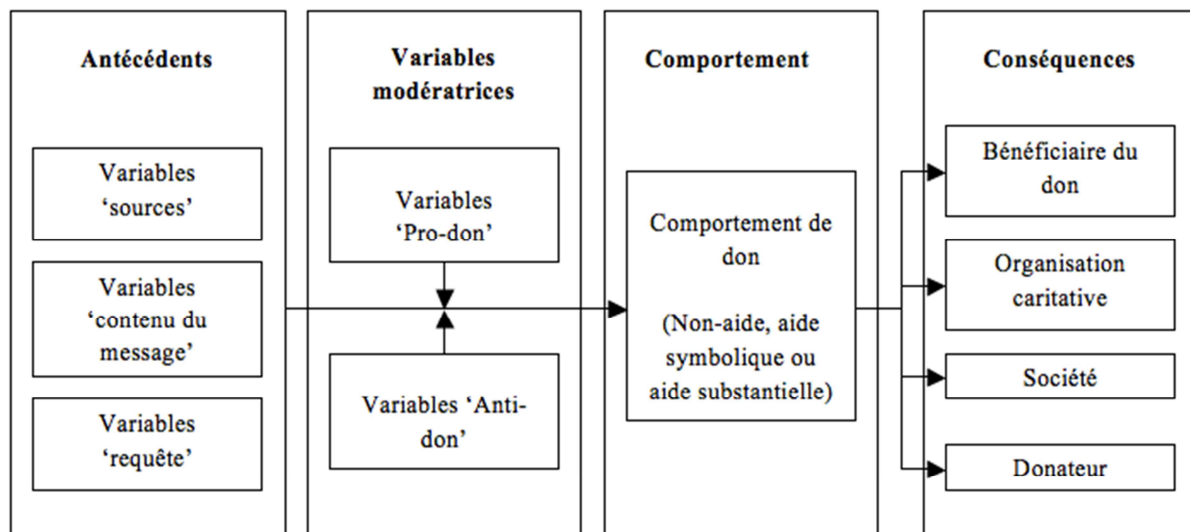 Antécédents
Variables
‘sources’
Variables
‘contenu du
message’
Variables
‘requête’
Variables
modératrices
Variables
‘Pro-don’
Variables ‘Anti-
don’
Comportement
Comportement de
don
(Non-aide, aide
symbolique ou
aide substantielle)
Conséquences
Bénéficiaire du
don
Organisation
caritative
Société
Donateur